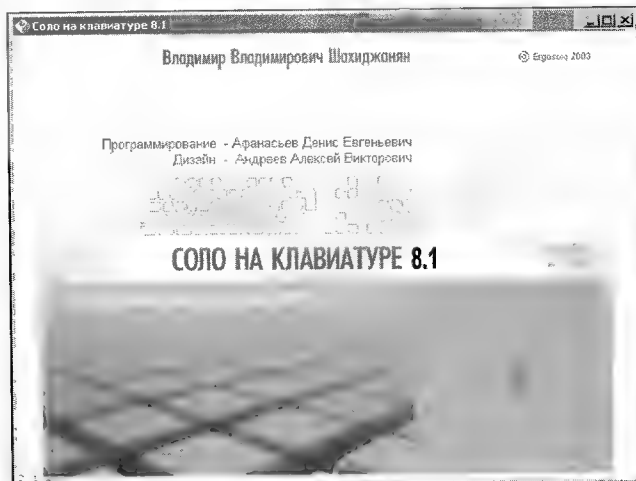 Соло на клавиатуре 8.1
Владимир Владимирович Шахиджанян
Ergosolo 2003
Программирование - Афанасьев Денис Евгеньевич
Дизайн - Андреев Алексей Викторович
СОЛО НА КЛАВИАТУРЕ 8.1